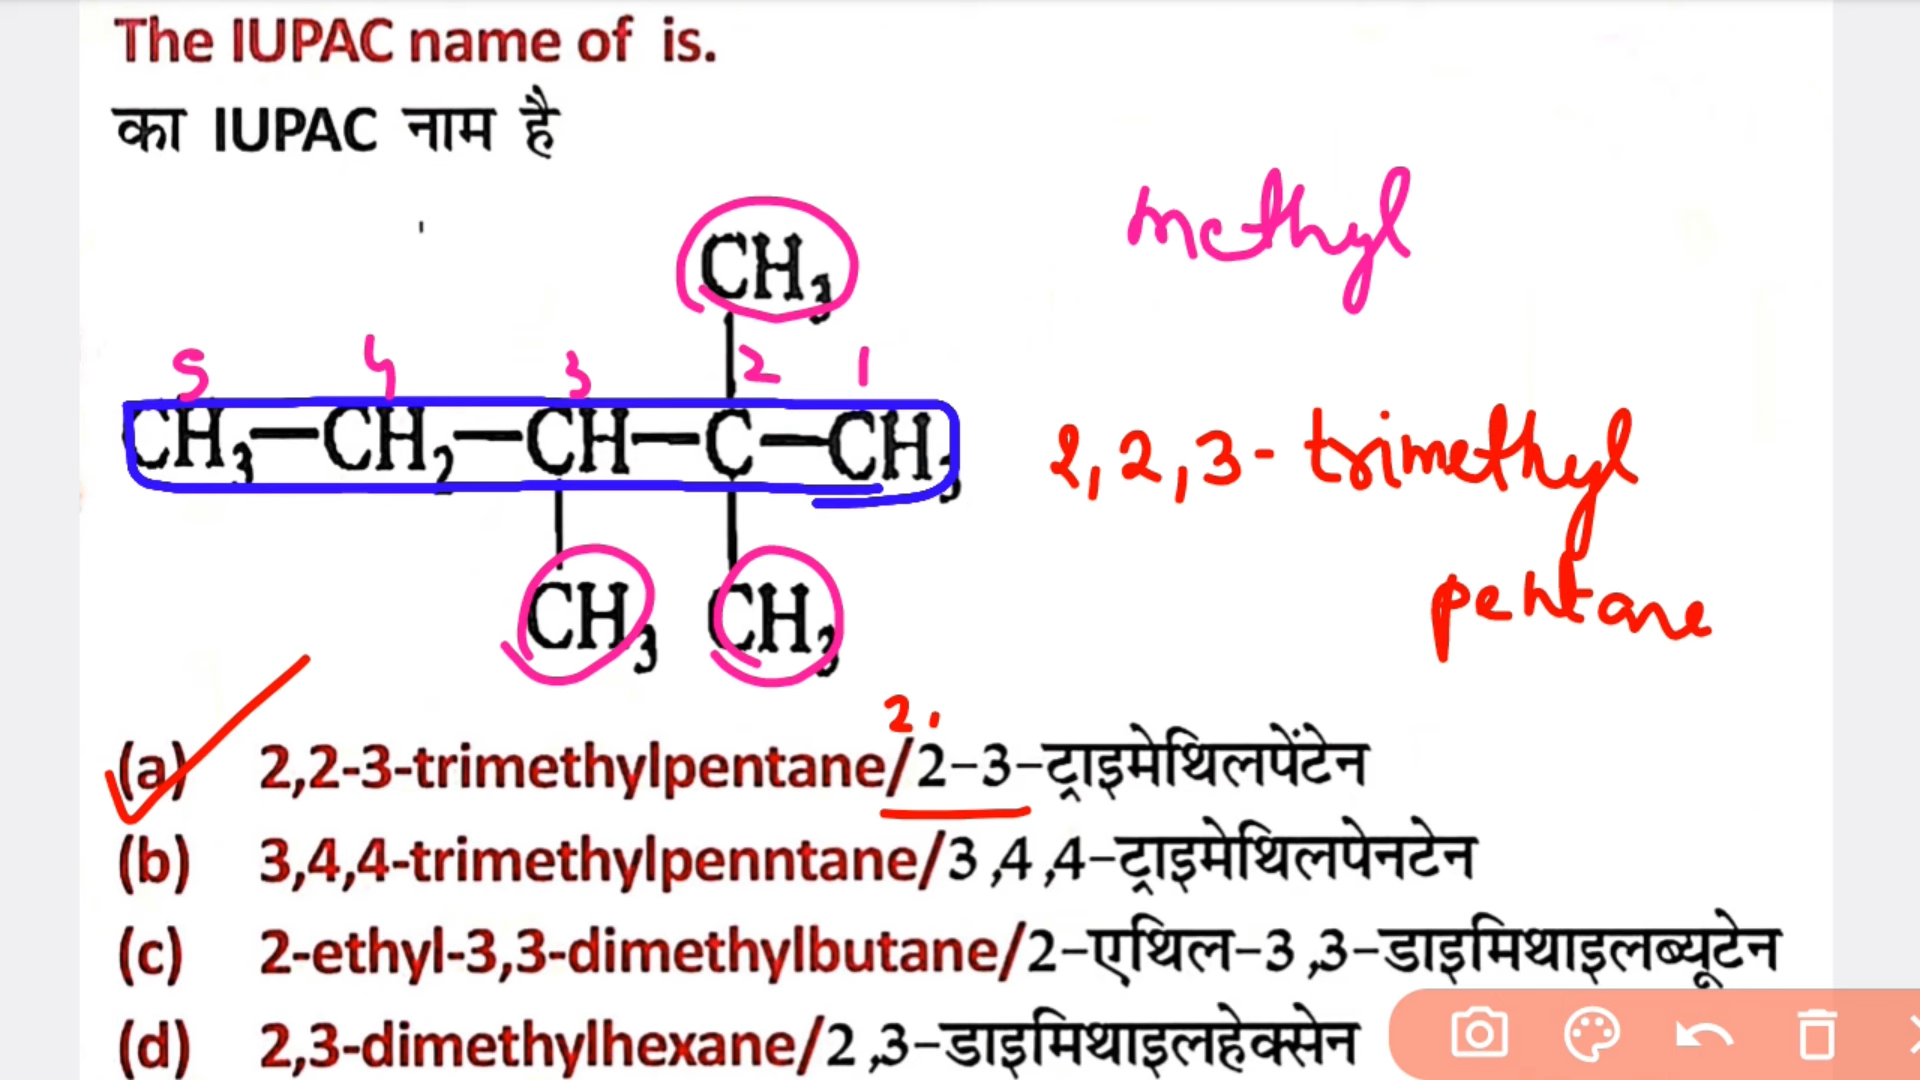 The IUPAC name of is.
का IUPAC नाम है
methyl
CH₃
5 4 3 2 1
CH₃—CH₂—CH—C—CH₃
2,2,3-trimethyl
pentane
CH₃ CH₃
2,
(a) 2,2-3-trimethylpentane/2-3-ट्राइमेथिलपेंटेन
(b) 3,4,4-trimethylpenntane/3 ,4 ,4-ट्राइमेथिलपेनटेन
(c) 2-ethyl-3,3-dimethylbutane/2-एथिल-3 ,3-डाइमिथाइलब्यूटेन
(d) 2,3-dimethylhexane/2 ,3-डाइमिथाइलहेक्सेन